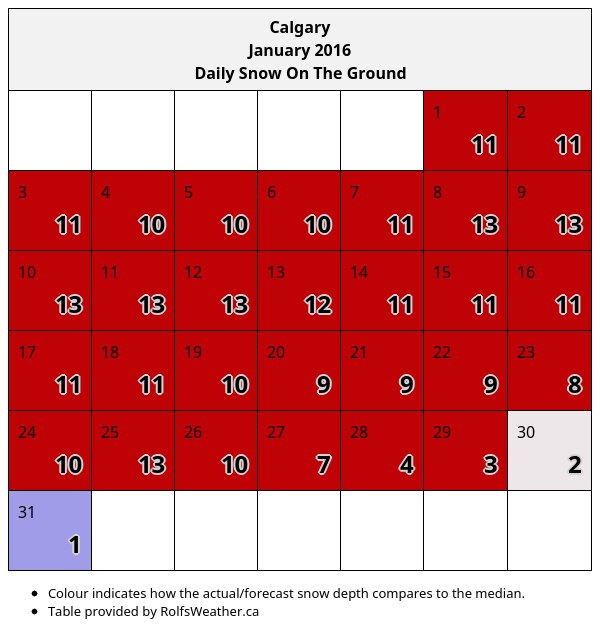 Calgary
January 2016
Daily Snow On The Ground
1 2
11 11
3 4 5 6 7 8 9
11 10 10 10 11 13 13
10 11 12 13 14 15 16
13 13 13 12 11 11 11
17 18 19 20 21 22 23
11 11 10 9 9 9 8
24 25 26 27 28 29 30
10 13 10 7 4 3 2
31
1
• Colour indicates how the actual/forecast snow depth compares to the median.
• Table provided by RolfsWeather.ca